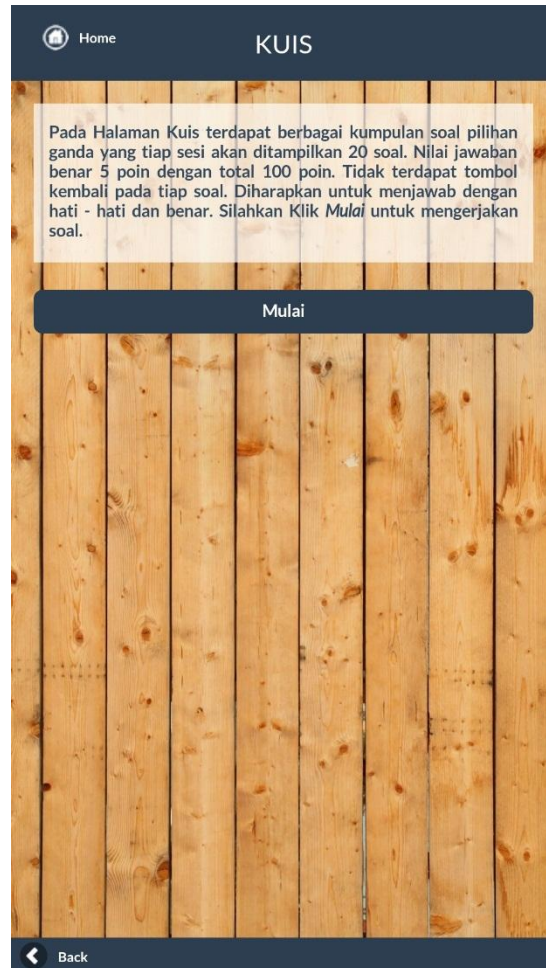 Home
KUIS
Pada Halaman Kuis terdapat berbagai kumpulan soal pilihan
ganda yang tiap sesi akan ditampilkan 20 soal. Nilai jawaban
benar 5 poin dengan total 100 poin. Tidak terdapat tombol
kembali pada tiap soal. Diharapkan untuk menjawab dengan
hati - hati dan benar. Silahkan Klik Mulai untuk mengerjakan
soal.
Mulai
Back